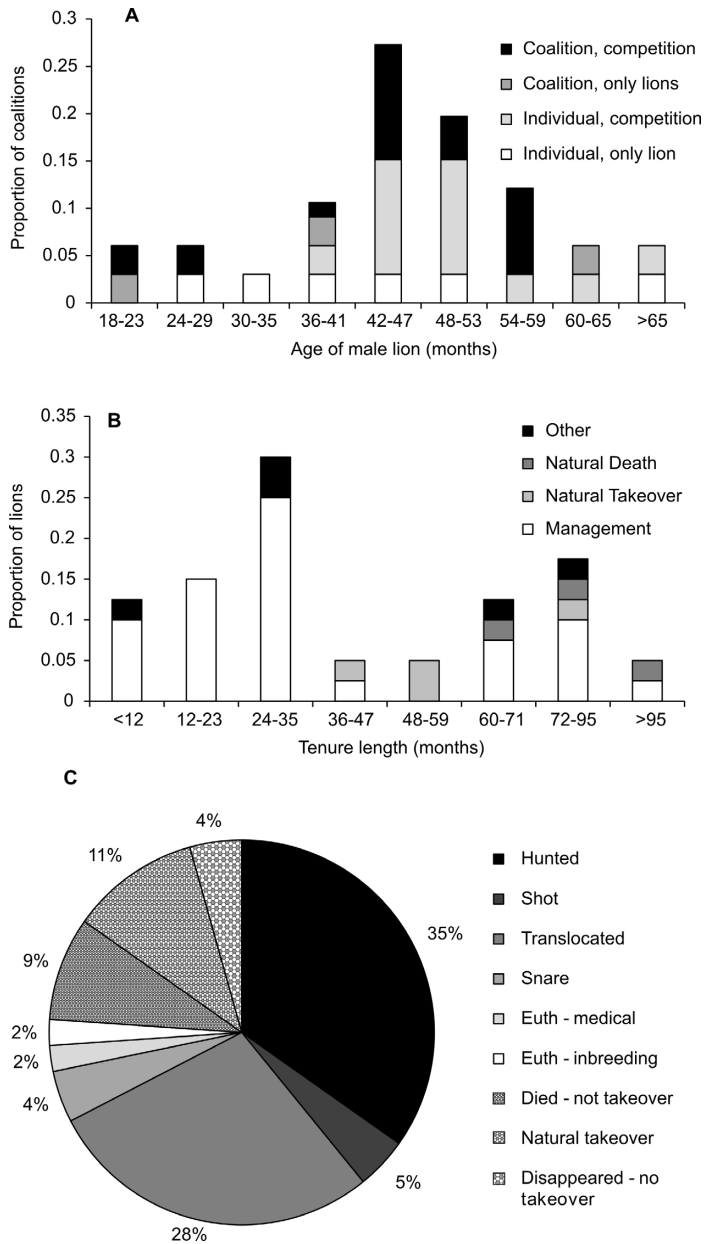 A
0.3
0.25
0.2
0.15
0.1
0.05
0
Proportion of coalitions
Coalition, competition
Coalition, only lions
Individual, competition
Individual, only lion
18-23 24-29 30-35 36-41 42-47 48-53 54-59 60-65 >65
Age of male lion (months)
B
0.35
0.3
0.25
0.2
0.15
0.1
0.05
0
Proportion of lions
Other
Natural Death
Natural Takeover
Management
<12 12-23 24-35 36-47 48-59 60-71 72-95 >95
Tenure length (months)
C
4%
11%
9%
2%
2%
4%
28%
5%
35%
Hunted
Shot
Translocated
Snare
Euth - medical
Euth - inbreeding
Died - not takeover
Natural takeover
Disappeared - no
takeover